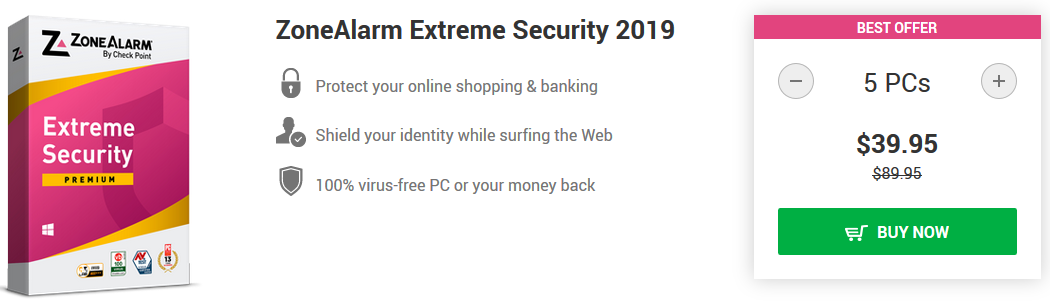 ZONEALARM
By Check Point
Extreme
Security
PREMIUM
ZoneAlarm Extreme Security 2019
Protect your online shopping & banking
Shield your identity while surfing the Web
100% virus-free PC or your money back
BEST OFFER
5 PCs
$39.95
$89.95
BUY NOW